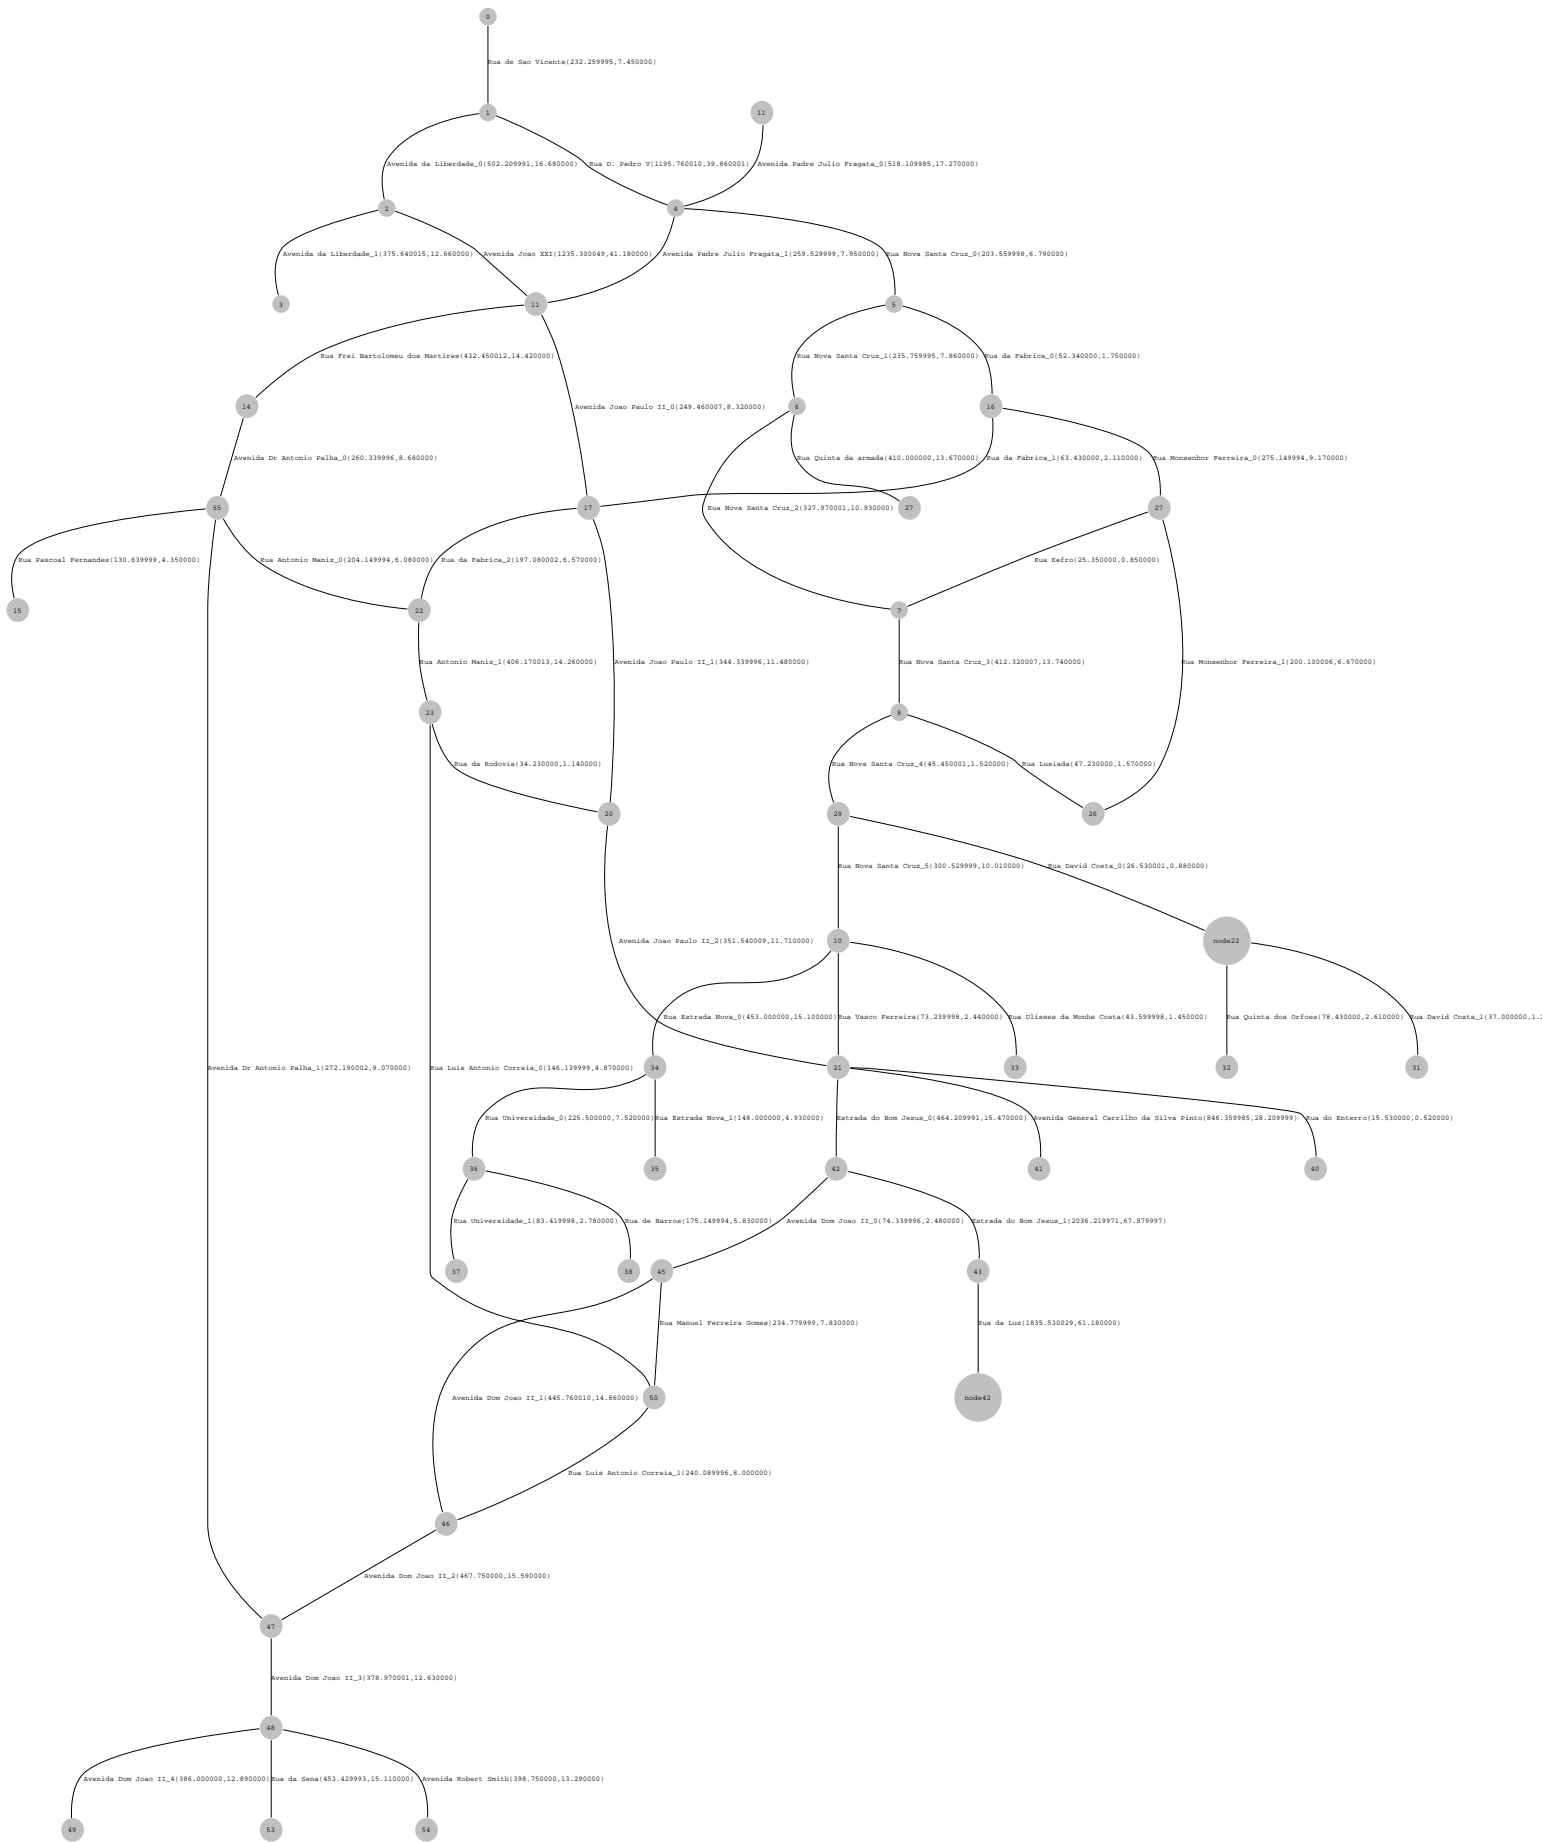 0
Rua de Sao Vicente(232.259995,7.450000)
1
11
Avenida da Liberdade_0(502.209991,16.680000)
Rua D. Pedro V(1195.760010,39.860001)
Avenida Padre Julio Fragata_0(518.109985,17.270000)
2
4
Avenida da Liberdade_1(375.640015,12.660000)
Avenida Joao XXI(1235.300049,41.180000)
Avenida Padre Julio Fragata_1(259.529999,7.950000)
Rua Nova Santa Cruz_0(203.559998,6.790000)
3
11
5
Rua Frei Bartolomeu dos Martires(432.450012,14.420000)
Rua Nova Santa Cruz_1(235.759995,7.860000)
Rua da Fabrica_0(52.340000,1.750000)
14
Avenida Joao Paulo II_0(249.460007,8.320000)
6
16
Avenida Dr Antonio Palha_0(260.339996,8.680000)
Rua Quinta da armada(410.000000,13.670000)
Rua da Fabrica_1(63.430000,2.110000)
Rua Monsenhor Ferreira_0(275.149994,9.170000)
55
17
Rua Nova Santa Cruz_2(327.970001,10.930000)
27
27
Rua Pascoal Fernandes(130.639999,4.350000)
Rua Antonio Maniz_0(204.149994,6.080000)
Rua da Fabrica_2(197.080002,6.570000)
Rua Kefro(25.350000,0.850000)
15
22
7
Rua Antonio Maniz_1(406.170013,14.260000)
Avenida Joao Paulo II_1(344.339996,11.480000)
Rua Nova Santa Cruz_3(412.320007,13.740000)
Rua Monsenhor Ferreira_1(200.100006,6.670000)
23
8
Rua da Rodovia(34.230000,1.140000)
Rua Nova Santa Cruz_4(45.450001,1.520000)
Rua Lusiada(47.230000,1.570000)
20
29
26
Rua Nova Santa Cruz_5(300.529999,10.010000)
Rua David Costa_0(26.530001,0.880000)
Avenida Joao Paulo II_2(351.540009,11.710000)
10
node22
Rua Estrada Nova_0(453.000000,15.100000)
Rua Vasco Ferreira(73.239998,2.440000)
Rua Ulisses da Monhe Costa(43.599998,1.450000)
Rua Quinta dos Orfoes(78.430000,2.610000)
Rua David Costa_1(37.000000,1.2
Avenida Dr Antonio Palha_1(272.190002,9.070000)
Rua Luis Antonio Correia_0(146.139999,4.870000)
34
21
33
32
31
Rua Universidade_0(225.500000,7.520000)
Rua Estrada Nova_1(148.000000,4.930000)
Estrada do Bom Jesus_0(464.209991,15.470000)
Avenida General Carrilho da Silva Pinto(846.359985,28.209999)
Rua do Enterro(15.530000,0.520000)
36
35
42
41
40
Rua Universidade_1(83.419998,2.780000)
Rua de Barros(175.149994,5.830000)
Avenida Dom Joao II_0(74.339996,2.480000)
Estrada do Bom Jesus_1(2036.219971,67.879997)
37
38
45
43
Rua Manuel Ferreira Gomes(234.779999,7.830000)
Rua da Luz(1835.530029,61.180000)
Avenida Dom Joao II_1(445.760010,14.860000)
50
node42
Rua Luis Antonio Correia_1(240.089996,8.000000)
46
Avenida Dom Joao II_2(467.750000,15.590000)
47
Avenida Dom Joao II_3(378.970001,12.630000)
48
Avenida Dom Joao II_4(386.000000,12.890000)
Rua da Sena(453.429993,15.110000)
Avenida Robert Smith(398.750000,13.290000)
49
53
54